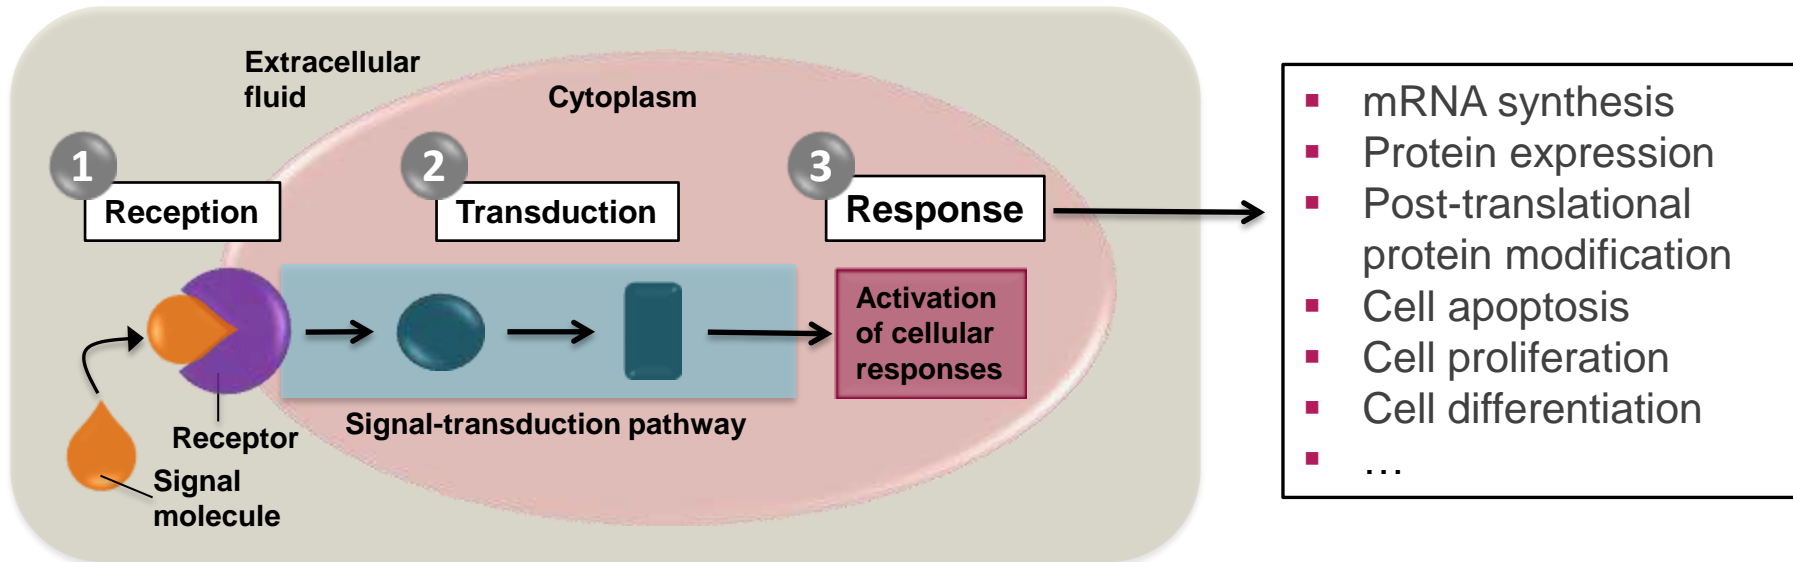 Extracellular
fluid
Cytoplasm
1
Reception
2
Transduction
3
Response
Activation
of cellular
responses
Receptor
Signal-transduction pathway
Signal
molecule
▪ mRNA synthesis
▪ Protein expression
▪ Post-translational
protein modification
▪ Cell apoptosis
▪ Cell proliferation
▪ Cell differentiation
▪ …